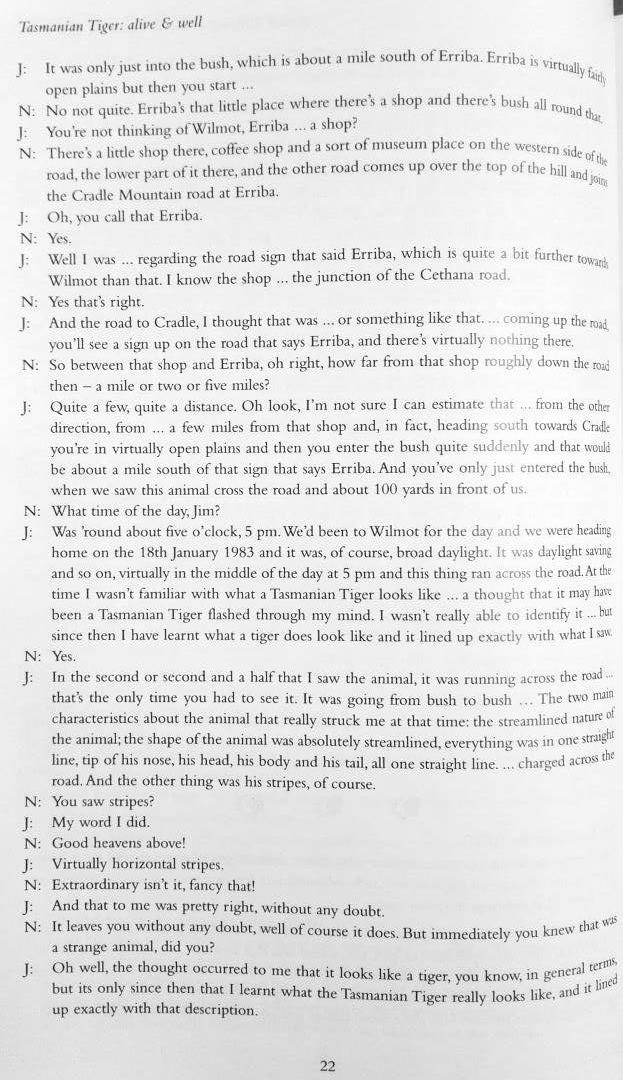 Tasmanian Tiger: alive & well
J: It was only just into the bush, which is about a mile south of Erriba. Erriba is virtually fairly
open plains but then you start ...
N: No not quite. Erriba's that little place where there's a shop and there's bush all round that.
J: You're not thinking of Wilmot, Erriba ... a shop?
N: There's a little shop there, coffee shop and a sort of museum place on the western side of the
road, the lower part of it there, and the other road comes up over the top of the hill and joins
the Cradle Mountain road at Erriba.
J: Oh, you call that Erriba.
N: Yes.
J: Well I was ... regarding the road sign that said Erriba, which is quite a bit further towards
Wilmot than that. I know the shop ... the junction of the Cethana road.
N: Yes that's right.
J: And the road to Cradle, I thought that was ... or something like that. ... coming up the road,
you'll see a sign up on the road that says Erriba, and there's virtually nothing there.
N: So between that shop and Erriba, oh right, how far from that shop roughly down the road
then – a mile or two or five miles?
J: Quite a few, quite a distance. Oh look, I'm not sure I can estimate that ... from the other
direction, from ... a few miles from that shop and, in fact, heading south towards Cradle
you're in virtually open plains and then you enter the bush quite suddenly and that would
be about a mile south of that sign that says Erriba. And you've only just entered the bush,
when we saw this animal cross the road and about 100 yards in front of us.
N: What time of the day, Jim?
J: Was 'round about five o'clock, 5 pm. We'd been to Wilmot for the day and we were heading
home on the 18th January 1983 and it was, of course, broad daylight. It was daylight saving
and so on, virtually in the middle of the day at 5 pm and this thing ran across the road. At the
time I wasn't familiar with what a Tasmanian Tiger looks like ... a thought that it may have
been a Tasmanian Tiger flashed through my mind. I wasn't really able to identify it ... but
since then I have learnt what a tiger does look like and it lined up exactly with what I saw.
N: Yes.
J: In the second or second and a half that I saw the animal, it was running across the road ...
that's the only time you had to see it. It was going from bush to bush ... The two main
characteristics about the animal that really struck me at that time: the streamlined nature of
the animal; the shape of the animal was absolutely streamlined, everything was in one straight
line, tip of his nose, his head, his body and his tail, all one straight line. ... charged across the
road. And the other thing was his stripes, of course.
N: You saw stripes?
J: My word I did.
N: Good heavens above!
J: Virtually horizontal stripes.
N: Extraordinary isn't it, fancy that!
J: And that to me was pretty right, without any doubt.
N: It leaves you without any doubt, well of course it does. But immediately you knew that was
a strange animal, did you?
J: Oh well, the thought occurred to me that it looks like a tiger, you know, in general terms,
but its only since then that I learnt what the Tasmanian Tiger really looks like, and it lined
up exactly with that description.
22